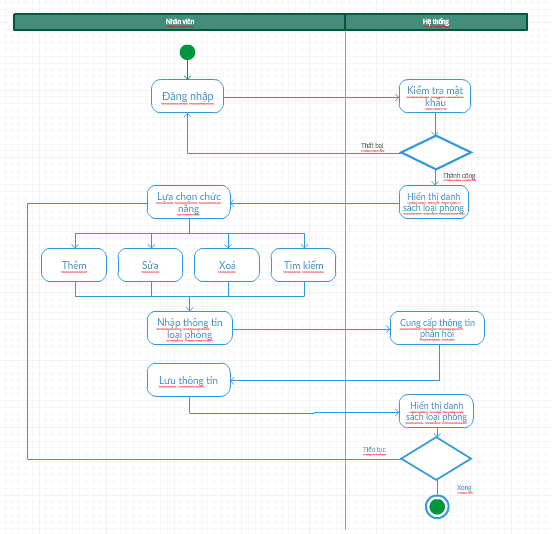 Nhân viên
Hệ thống
Đăng nhập
Kiểm tra mật
khẩu
Thất bại
Thành công
Lựa chọn chức
năng
Hiển thị danh
sách loại phòng
Thêm
Sửa
Xoá
Tìm kiếm
Nhập thông tin
loại phòng
Cung cấp thông tin
phản hồi
Lưu thông tin
Hiển thị danh
sách loại phòng
Tiến tục
Xong